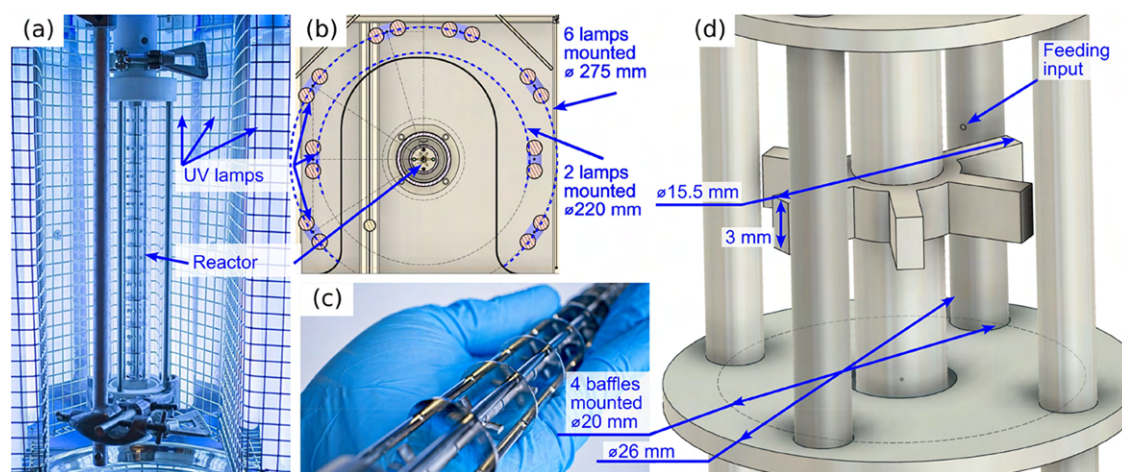 (a)
UV lamps
Reactor
(b)
6 lamps
mounted
ø 275 mm
2 lamps
mounted
ø220 mm
(c)
4 baffles
mounted
ø20 mm
ø26 mm
(d)
Feeding
input
ø15.5 mm
3 mm